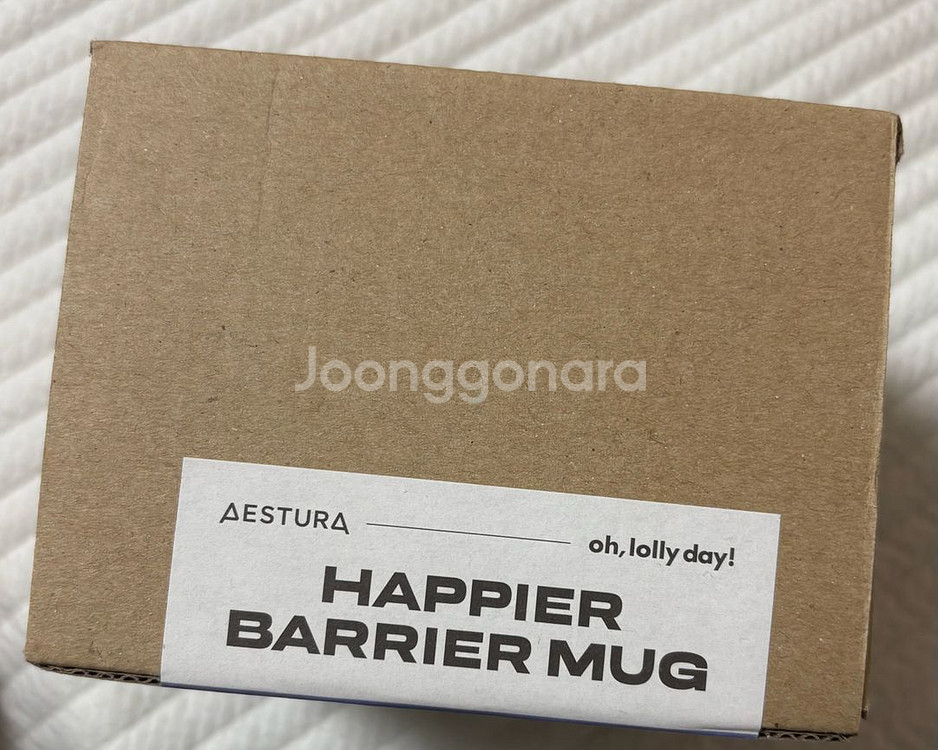 Joonggonara
AESTURA oh, lolly day!
HAPPIER
BARRIER MUG